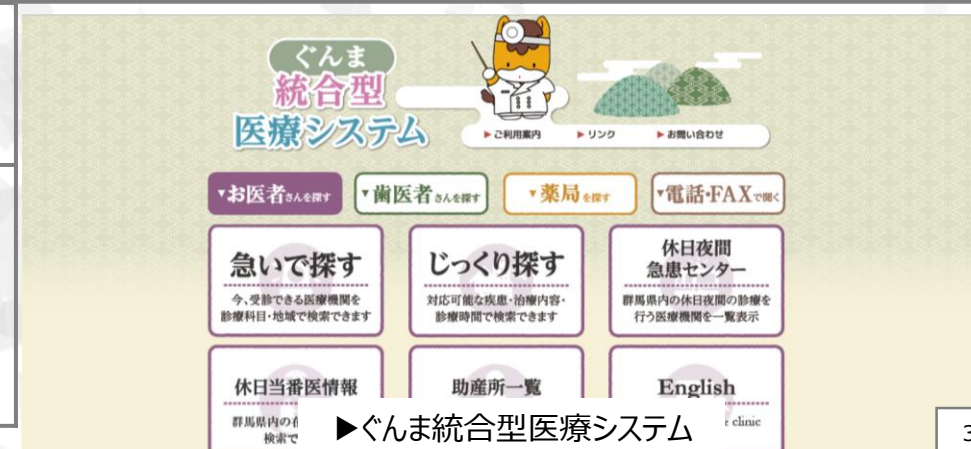 ぐんま
統合型
医療システム
▶ご利用案内 ▶リンク ▶お問い合わせ
▼お医者さんを探す ▼歯医者さんを探す ▼薬局を探す ▼電話・FAXで聞く
急いで探す
今、受診できる医療機関を
診療科目・地域で検索できます
じっくり探す
対応可能な疾患・治療内容・
診療時間で検索できます
休日夜間
急患センター
群馬県内の休日夜間の診療を
行う医療機関を一覧表示
休日当番医情報
群馬県内の
検索で
助産所一覧
English
clinic
▶ぐんま統合型医療システム
3